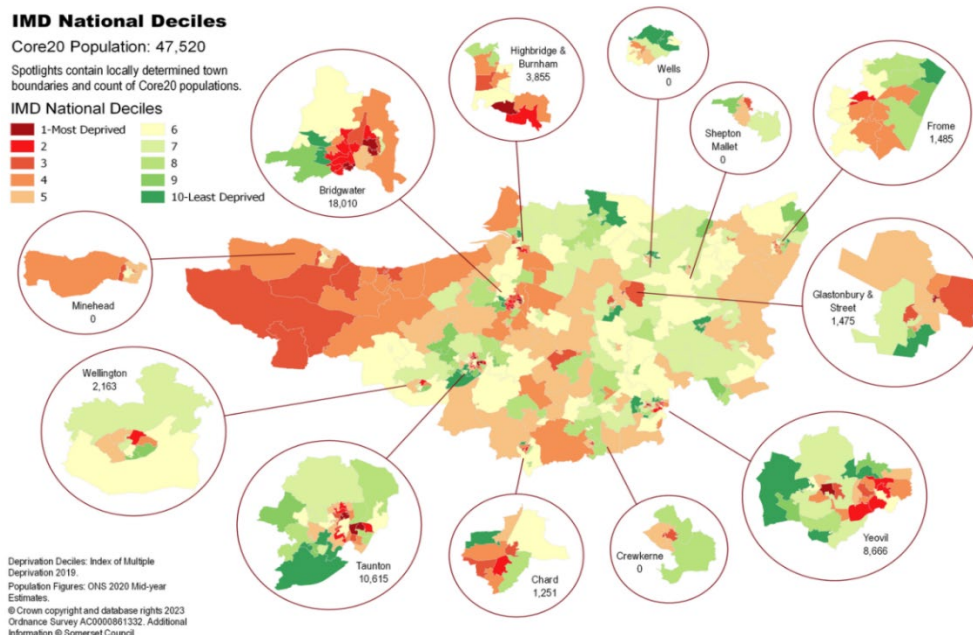 IMD National Deciles
Core20 Population: 47,520
Spotlights contain locally determined town
boundaries and count of Core20 populations.
IMD National Deciles
1-Most Deprived
2
3
4
5
6
7
8
9
10-Least Deprived
Bridgwater
18,010
Highbridge &
Burnham
3,855
Wells
0
Shepton
Mallet
0
Frome
1,485
Minehead
0
Glastonbury &
Street
1,475
Wellington
2,163
Taunton
10,615
Chard
1,251
Crewkerne
0
Yeovil
8,666
Deprivation Deciles: Index of Multiple
Deprivation 2019.
Population Figures: ONS 2020 Mid-year
Estimates.
© Crown copyright and database rights 2023
Ordnance Survey AC0000861332. Additional
Information © Somerset Council